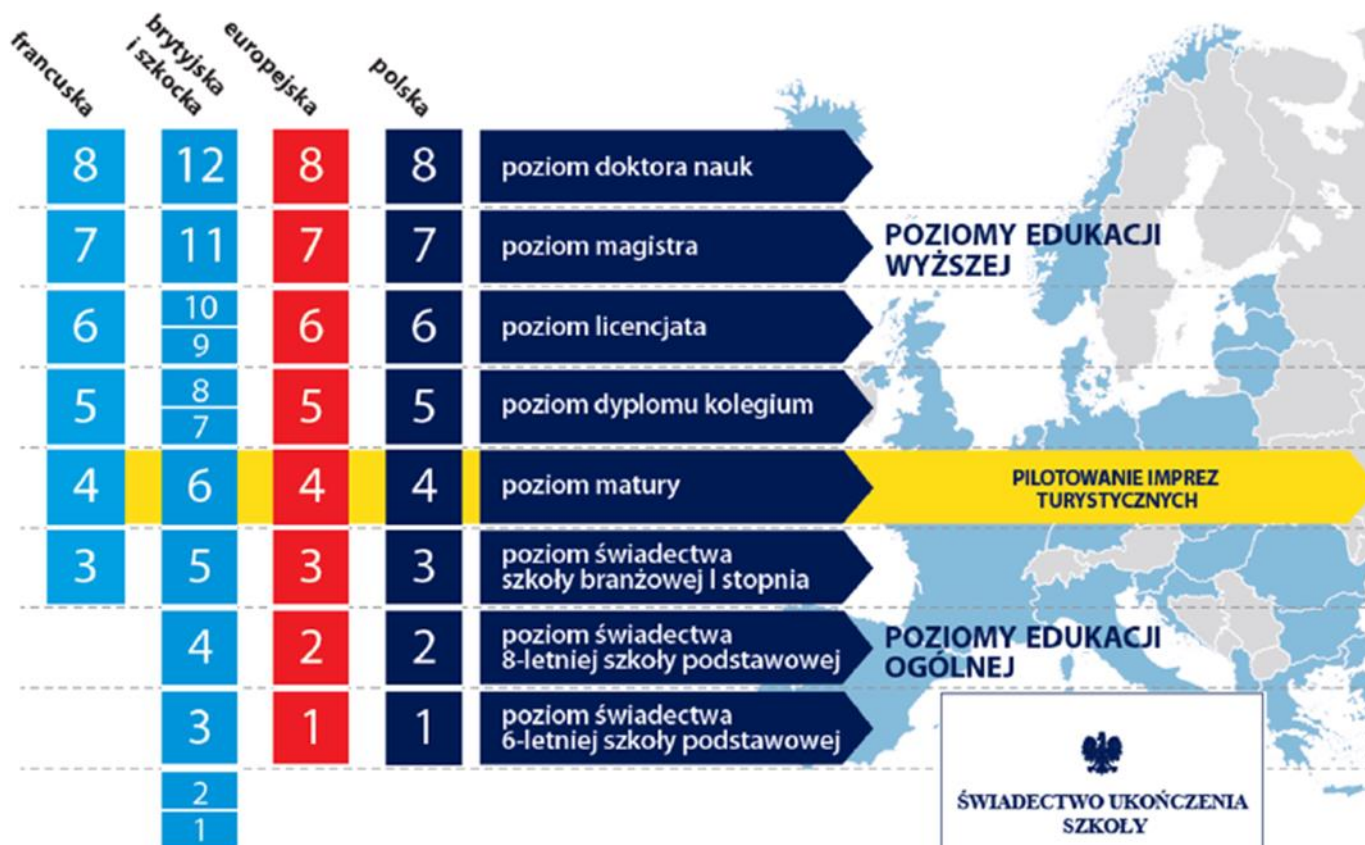 francuska
brytyjska
i szkocka
europejska
polska
8 12 8 8 poziom doktora nauk
7 11 7 7 poziom magistra
POZIOMY EDUKACJI
WYŻSZEJ
6 10 6 6 poziom licencjata
9
5 8 5 5 poziom dyplomu kolegium
7
4 6 4 4 poziom matury
PILOTOWANIE IMPREZ
TURYSTYCZNYCH
3 5 3 3 poziom świadectwa
szkoły branżowej I stopnia
4 2 2 poziom świadectwa
8-letniej szkoły podstawowej
POZIOMY EDUKACJI
OGÓLNEJ
3 1 1 poziom świadectwa
6-letniej szkoły podstawowej
2
1
ŚWIADECTWO UKOŃCZENIA
SZKOŁY